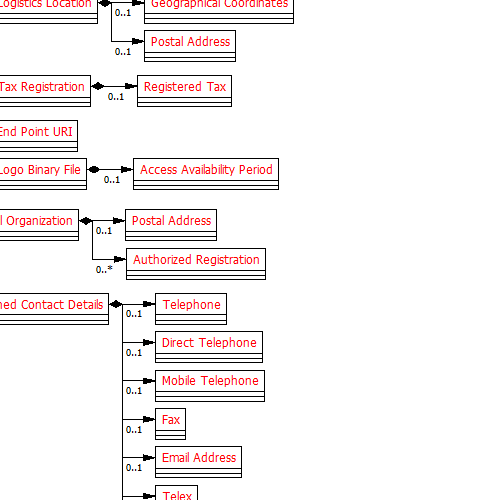 Logistics Location
Geographical Coordinates
0..1
Postal Address
0..1
Tax Registration
Registered Tax
0..1
End Point URI
Logo Binary File
Access Availability Period
0..1
l Organization
Postal Address
0..1
Authorized Registration
0..*
ned Contact Details
Telephone
0..1
Direct Telephone
0..1
Mobile Telephone
0..1
Fax
0..1
Email Address
0..1
Telex